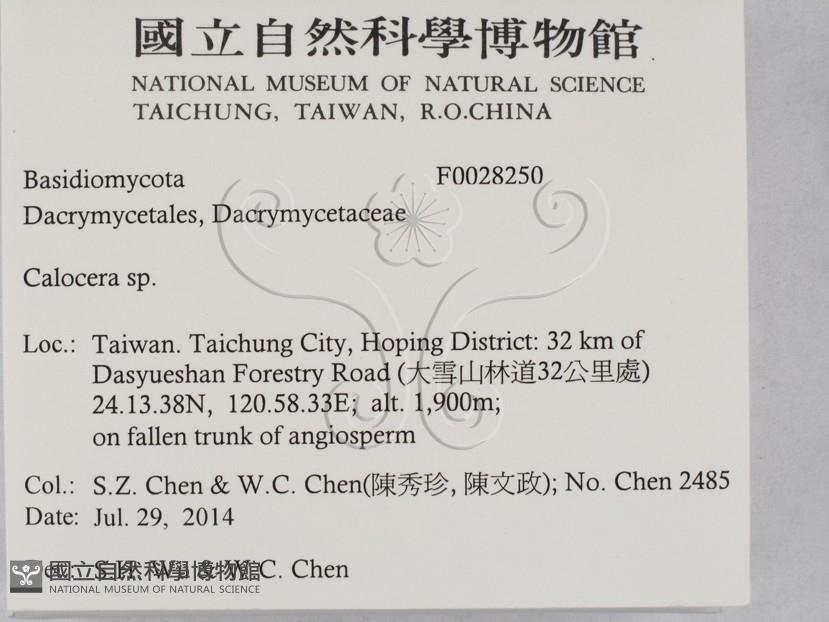 國立自然科學博物館
NATIONAL MUSEUM OF NATURAL SCIENCE
TAICHUNG, TAIWAN, R.O.CHINA
Basidiomycota F0028250
Dacrymycetales, Dacrymycetaceae
Calocera sp.
Loc.: Taiwan. Taichung City, Hoping District: 32 km of
Dasyueshan Forestry Road (大雪山林道32公里處)
24.13.38N, 120.58.33E; alt. 1,900m;
on fallen trunk of angiosperm
Col.: S.Z. Chen & W.C. Chen(陳秀珍, 陳文政); No. Chen 2485
Date: Jul. 29, 2014
S.H. Wu & W.C. Chen
國立自然科學博物館
NATIONAL MUSEUM OF NATURAL SCIENCE